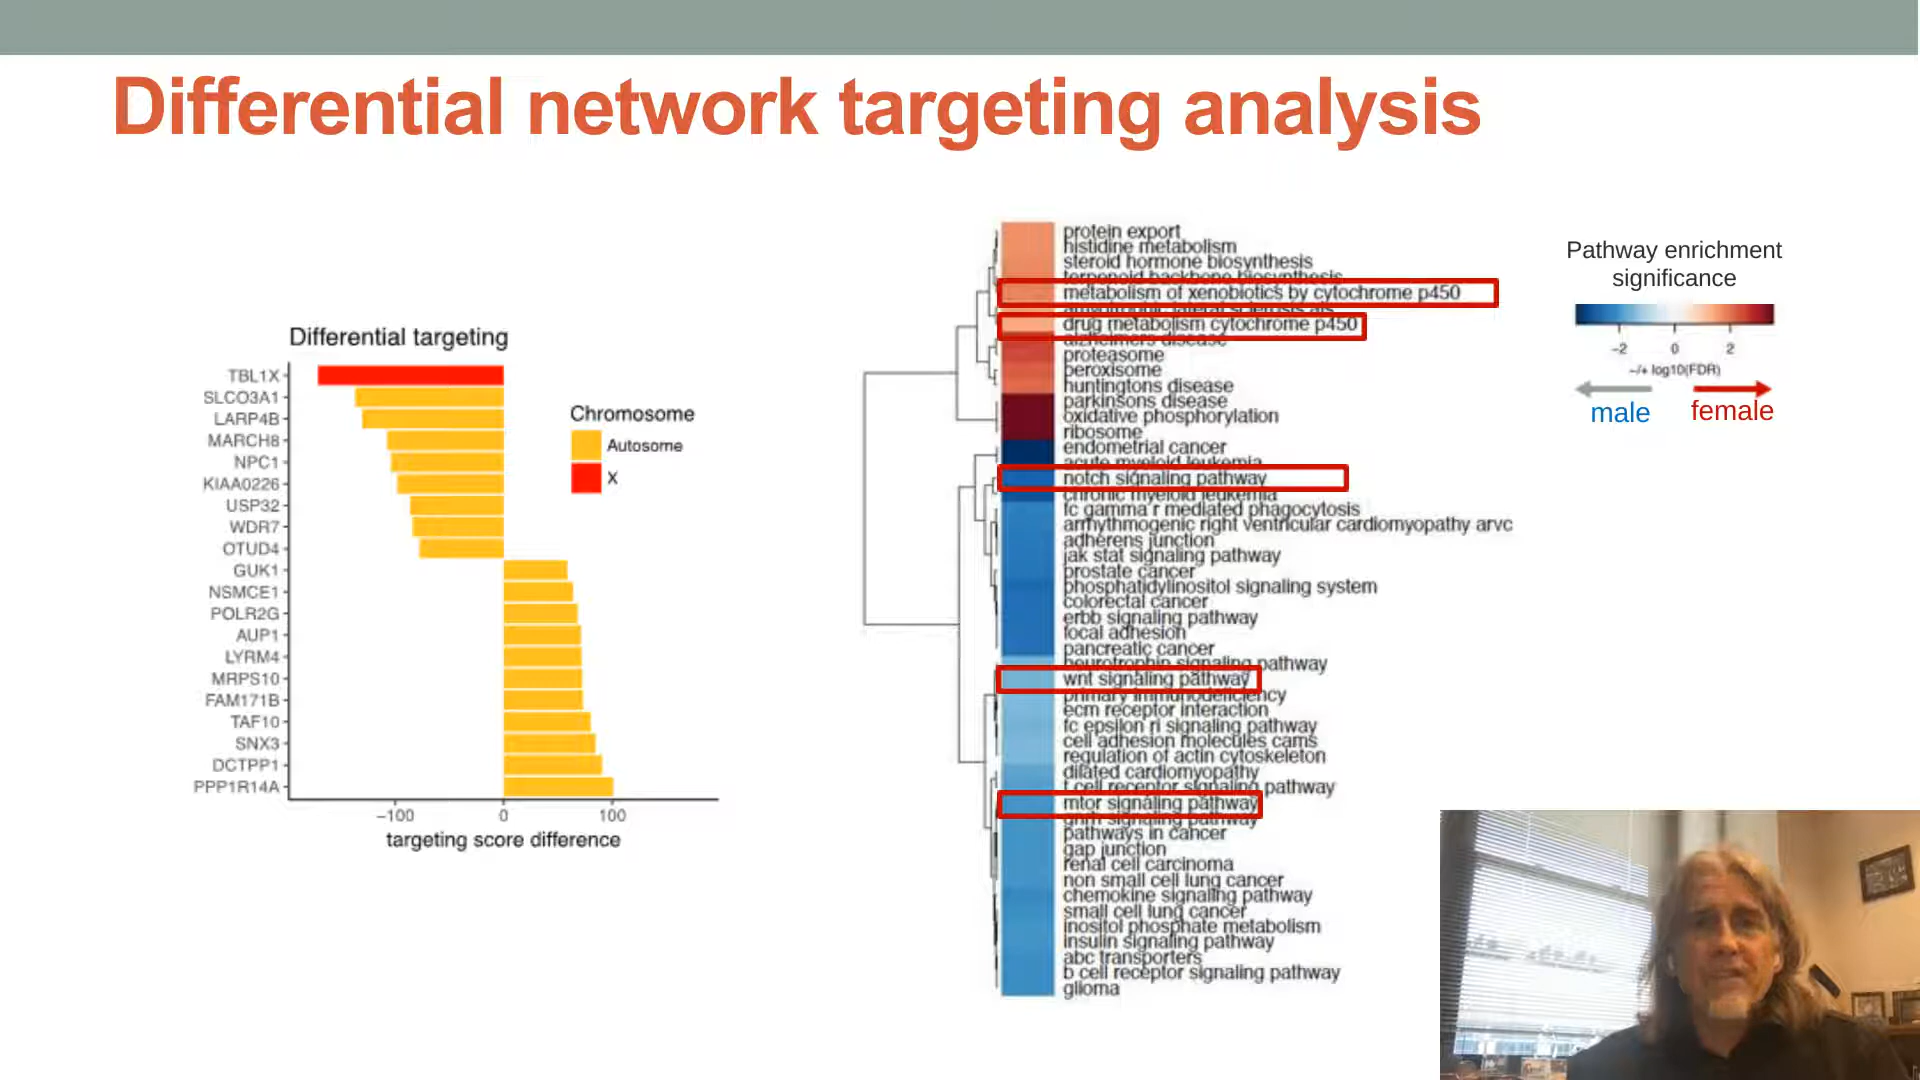 Differential network targeting analysis
Differential targeting
TBL1X
SLCO3A1
LARP4B
MARCH8
NPC1
KIAA0226
USP32
WDR7
OTUD4
GUK1
NSMCE1
POLR2G
AUP1
LYRM4
MRPS10
FAM171B
TAF10
SNX3
DCTPP1
PPP1R14A
−100 0 100
targeting score difference
Chromosome
Autosome
X
protein export
histidine metabolism
steroid hormone biosynthesis
terpenoid backbone biosynthesis
metabolism of xenobiotics by cytochrome p450
amyotrophic lateral sclerosis als
drug metabolism cytochrome p450
alzheimers disease
proteasome
peroxisome
huntingtons disease
parkinsons disease
oxidative phosphorylation
ribosome
endometrial cancer
acute myeloid leukemia
notch signaling pathway
chronic myeloid leukemia
fc gamma r mediated phagocytosis
arrhythmogenic right ventricular cardiomyopathy arvc
adherens junction
jak stat signaling pathway
prostate cancer
phosphatidylinositol signaling system
colorectal cancer
erbb signaling pathway
focal adhesion
pancreatic cancer
neurotrophin signaling pathway
wnt signaling pathway
primary immunodeficiency
ecm receptor interaction
fc epsilon ri signaling pathway
cell adhesion molecules cams
regulation of actin cytoskeleton
dilated cardiomyopathy
t cell receptor signaling pathway
mtor signaling pathway
gnrh signaling pathway
pathways in cancer
gap junction
renal cell carcinoma
non small cell lung cancer
chemokine signaling pathway
small cell lung cancer
inositol phosphate metabolism
insulin signaling pathway
abc transporters
b cell receptor signaling pathway
glioma
Pathway enrichment
significance
−2 0 2
−/+ log10(FDR)
male female